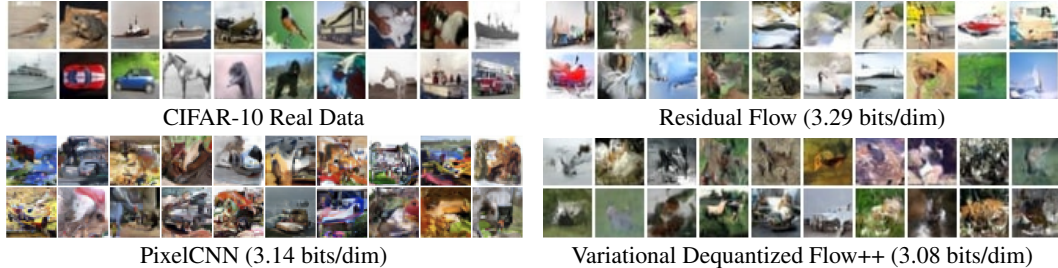 CIFAR-10 Real Data
Residual Flow (3.29 bits/dim)
PixelCNN (3.14 bits/dim)
Variational Dequantized Flow++ (3.08 bits/dim)